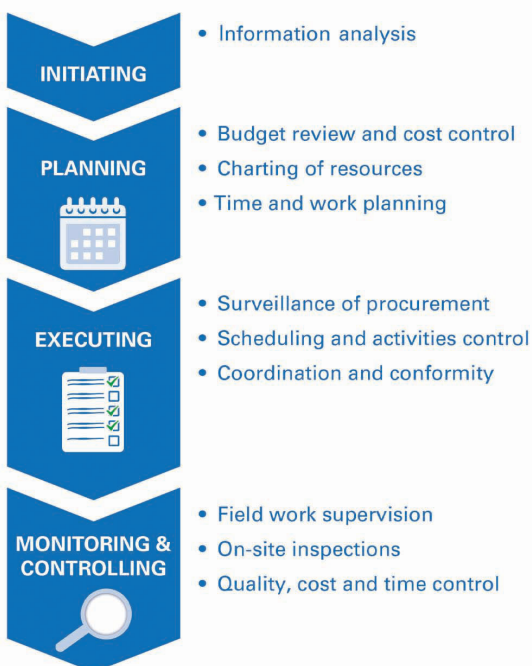 INITIATING
• Information analysis
PLANNING
• Budget review and cost control
• Charting of resources
• Time and work planning
EXECUTING
• Surveillance of procurement
• Scheduling and activities control
• Coordination and conformity
MONITORING &
CONTROLLING
• Field work supervision
• On-site inspections
• Quality, cost and time control